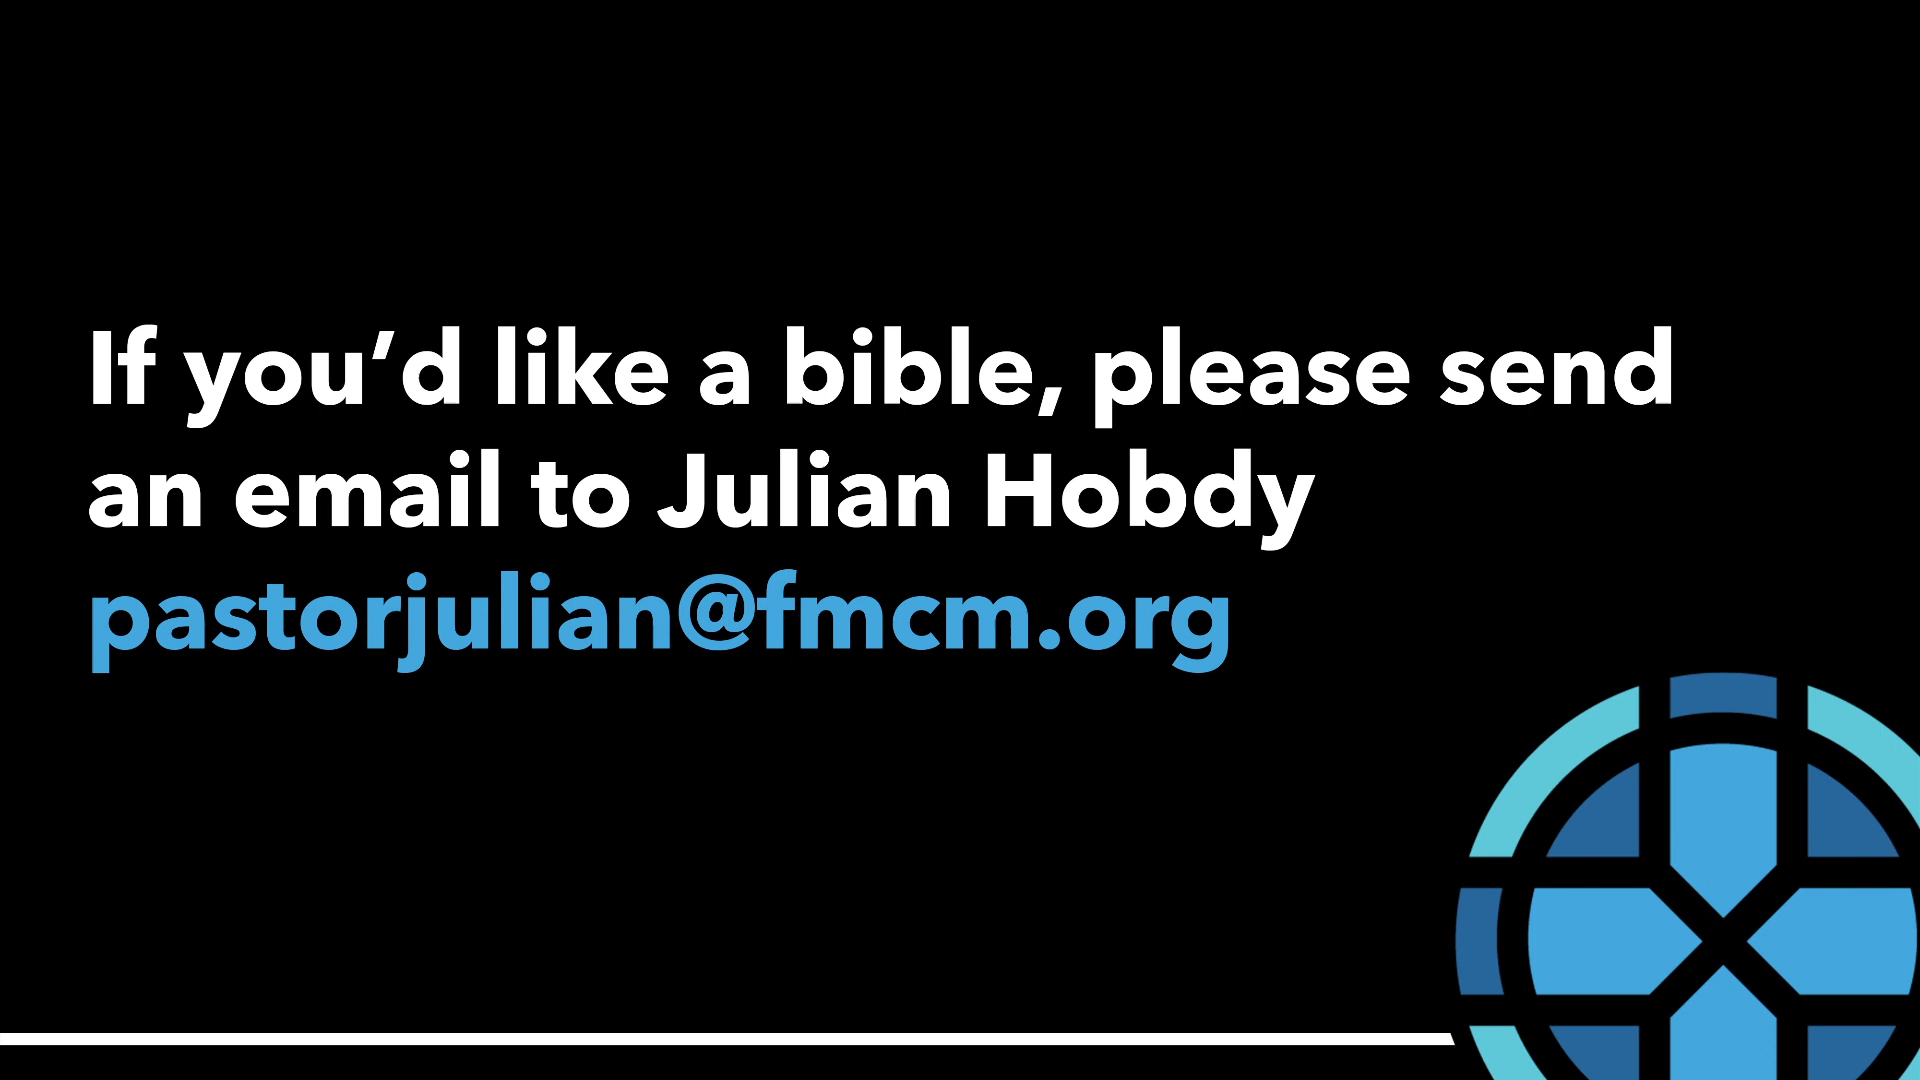 If you’d like a bible, please send
an email to Julian Hobdy
pastorjulian@fmcm.org